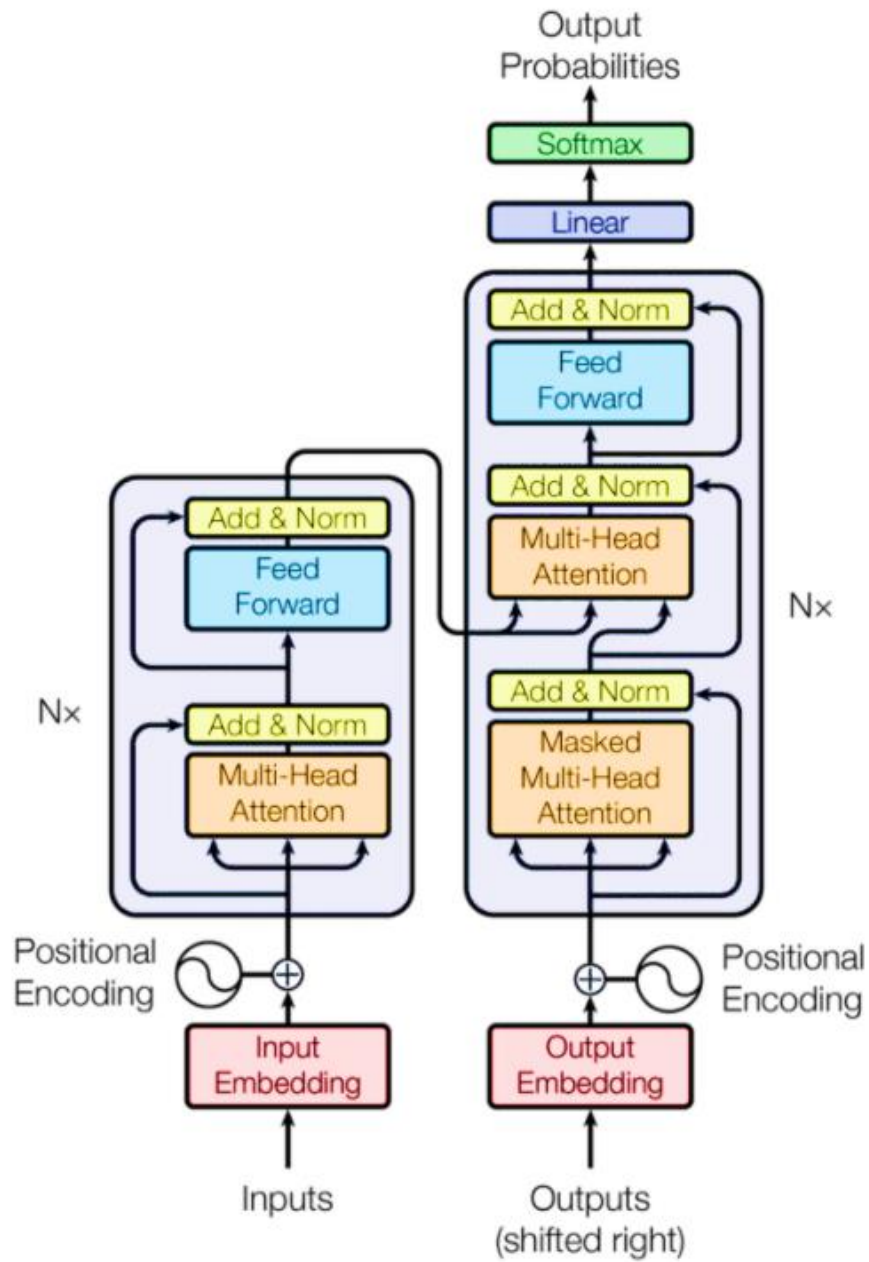 Output
Probabilities
Softmax
Linear
Add & Norm
Feed
Forward
Add & Norm
Multi-Head
Attention
Add & Norm
Masked
Multi-Head
Attention
N×
Add & Norm
Feed
Forward
Add & Norm
Multi-Head
Attention
N×
Positional
Encoding
Positional
Encoding
Input
Embedding
Output
Embedding
Inputs
Outputs
(shifted right)